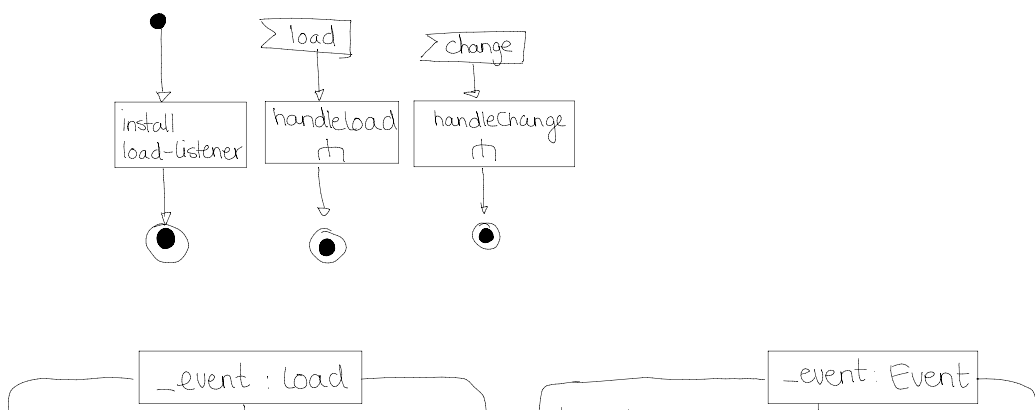 load
change
install
load-listener
handleLoad
handleChange
_event : Load
_event : Event